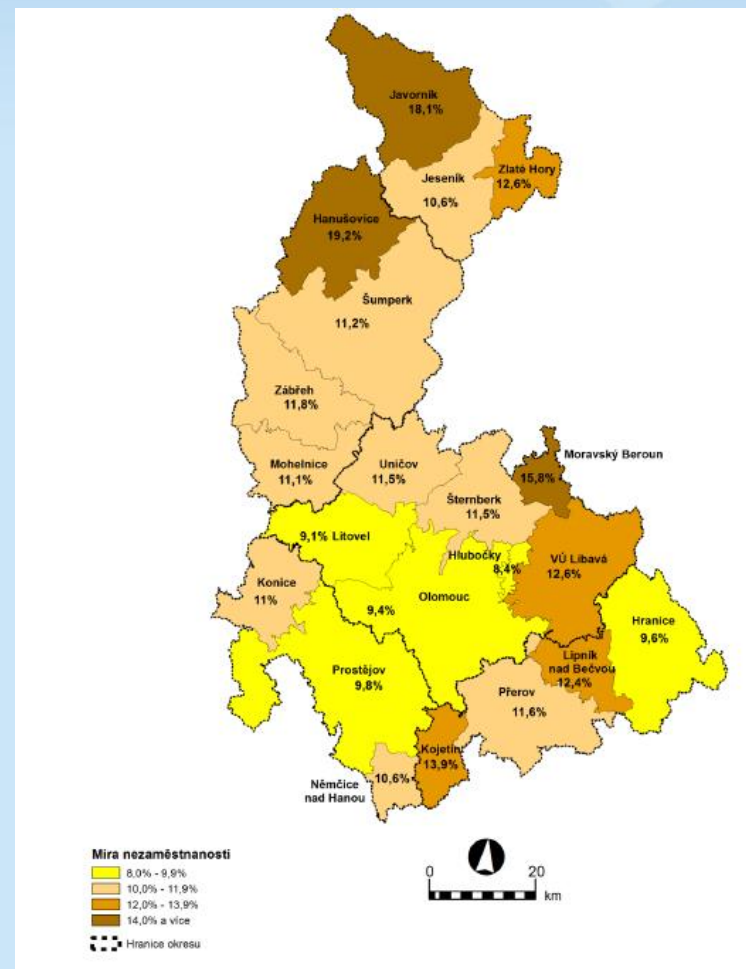 Javorník
18,1%
Jeseník
10,6%
Zlaté Hory
12,6%
Hanušovice
19,2%
Šumperk
11,2%
Zábřeh
11,8%
Mohelnice
11,1%
Uničov
11,5%
Šternberk
11,5%
Moravský Beroun
15,8%
9,1% Litovel
Hlubočky
8,4%
VÚ Libavá
12,6%
Konice
11%
9,4%
Olomouc
Hranice
9,6%
Prostějov
9,8%
Lipník
nad Bečvou
12,4%
Přerov
11,6%
Kojetín
13,9%
Němčice
nad Hanou
10,6%
Míra nezaměstnanosti
8,0% - 9,9%
10,0% - 11,9%
12,0% - 13,9%
14,0% a více
Hranice okresu
0 20
km